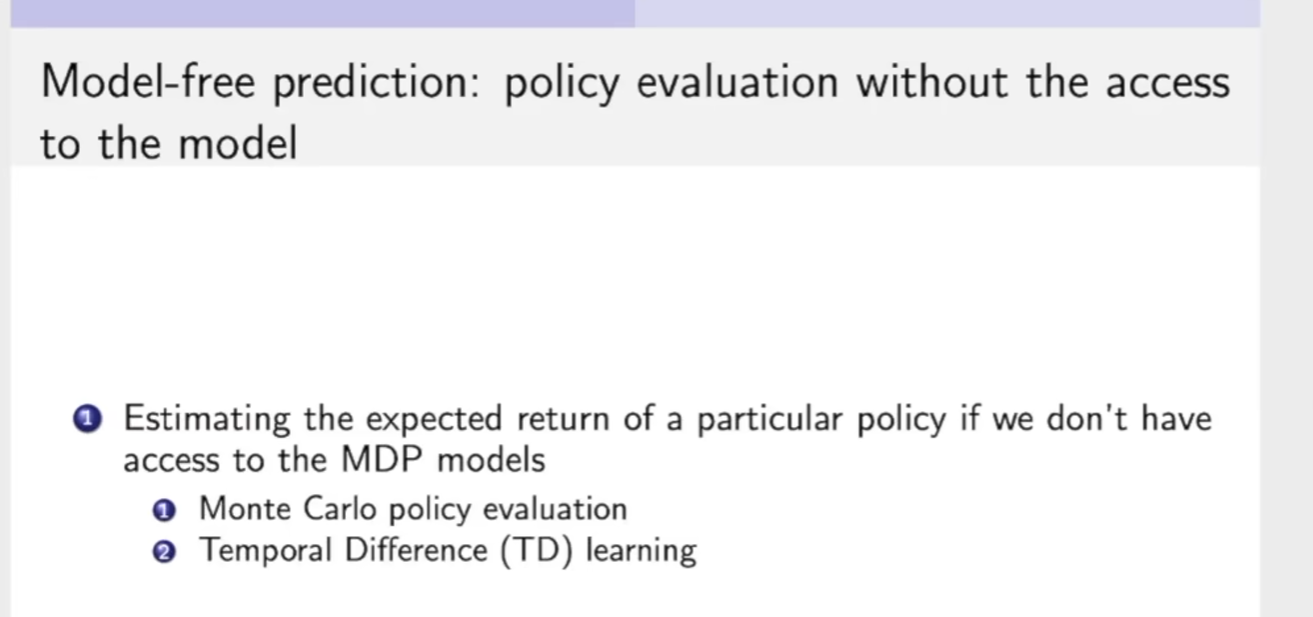 Model-free prediction: policy evaluation without the access
to the model
1 Estimating the expected return of a particular policy if we don't have
access to the MDP models
1 Monte Carlo policy evaluation
2 Temporal Difference (TD) learning